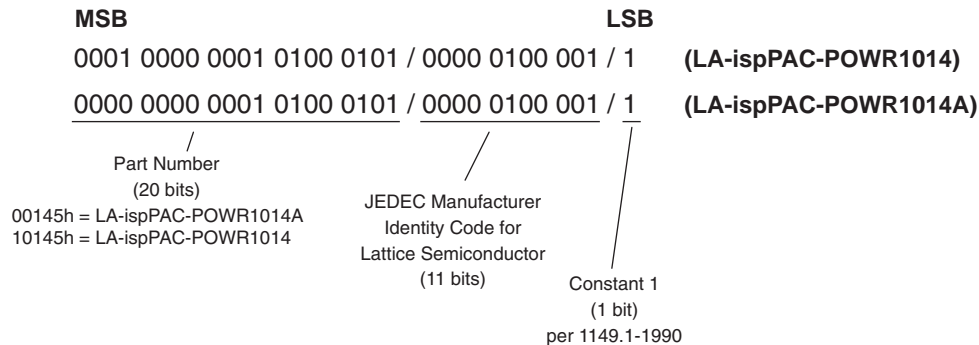 MSB LSB
0001 0000 0001 0100 0101 / 0000 0100 001 / 1 (LA-ispPAC-POWR1014)
0000 0000 0001 0100 0101 / 0000 0100 001 / 1 (LA-ispPAC-POWR1014A)
Part Number
(20 bits)
00145h = LA-ispPAC-POWR1014A
10145h = LA-ispPAC-POWR1014
JEDEC Manufacturer
Identity Code for
Lattice Semiconductor
(11 bits)
Constant 1
(1 bit)
per 1149.1-1990